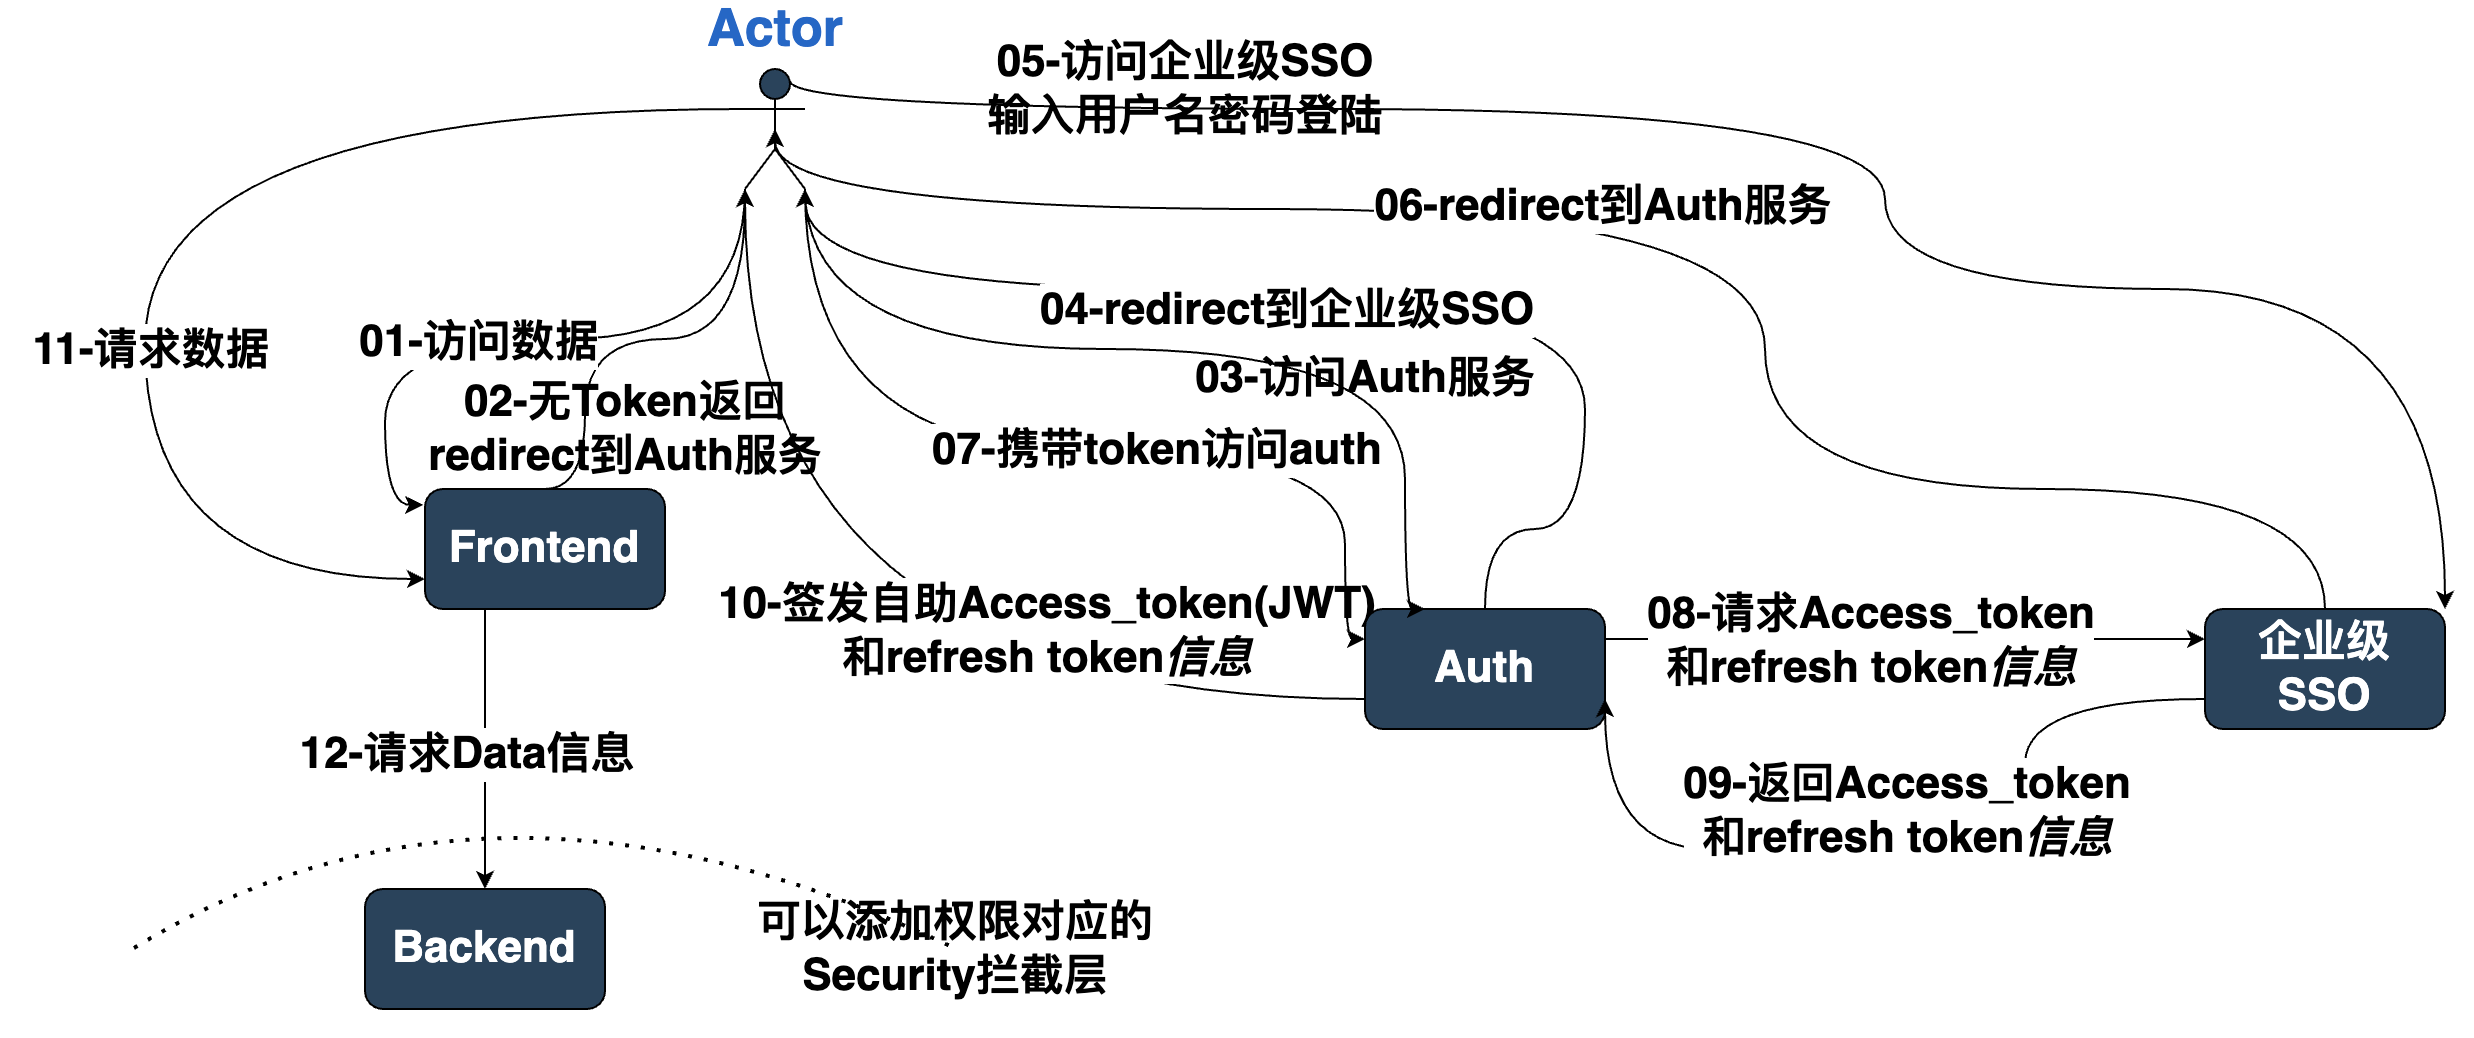 Actor
05-访问企业级SSO
输入用户名密码登陆
06-redirect到Auth服务
04-redirect到企业级SSO
11-请求数据
01-访问数据
03-访问Auth服务
02-无Token返回
redirect到Auth服务
07-携带token访问auth
Frontend
10-签发自助Access_token(JWT)
和refresh token信息
Auth
08-请求Access_token
和refresh token信息
企业级
SSO
12-请求Data信息
09-返回Access_token
和refresh token信息
Backend
可以添加权限对应的
Security拦截层